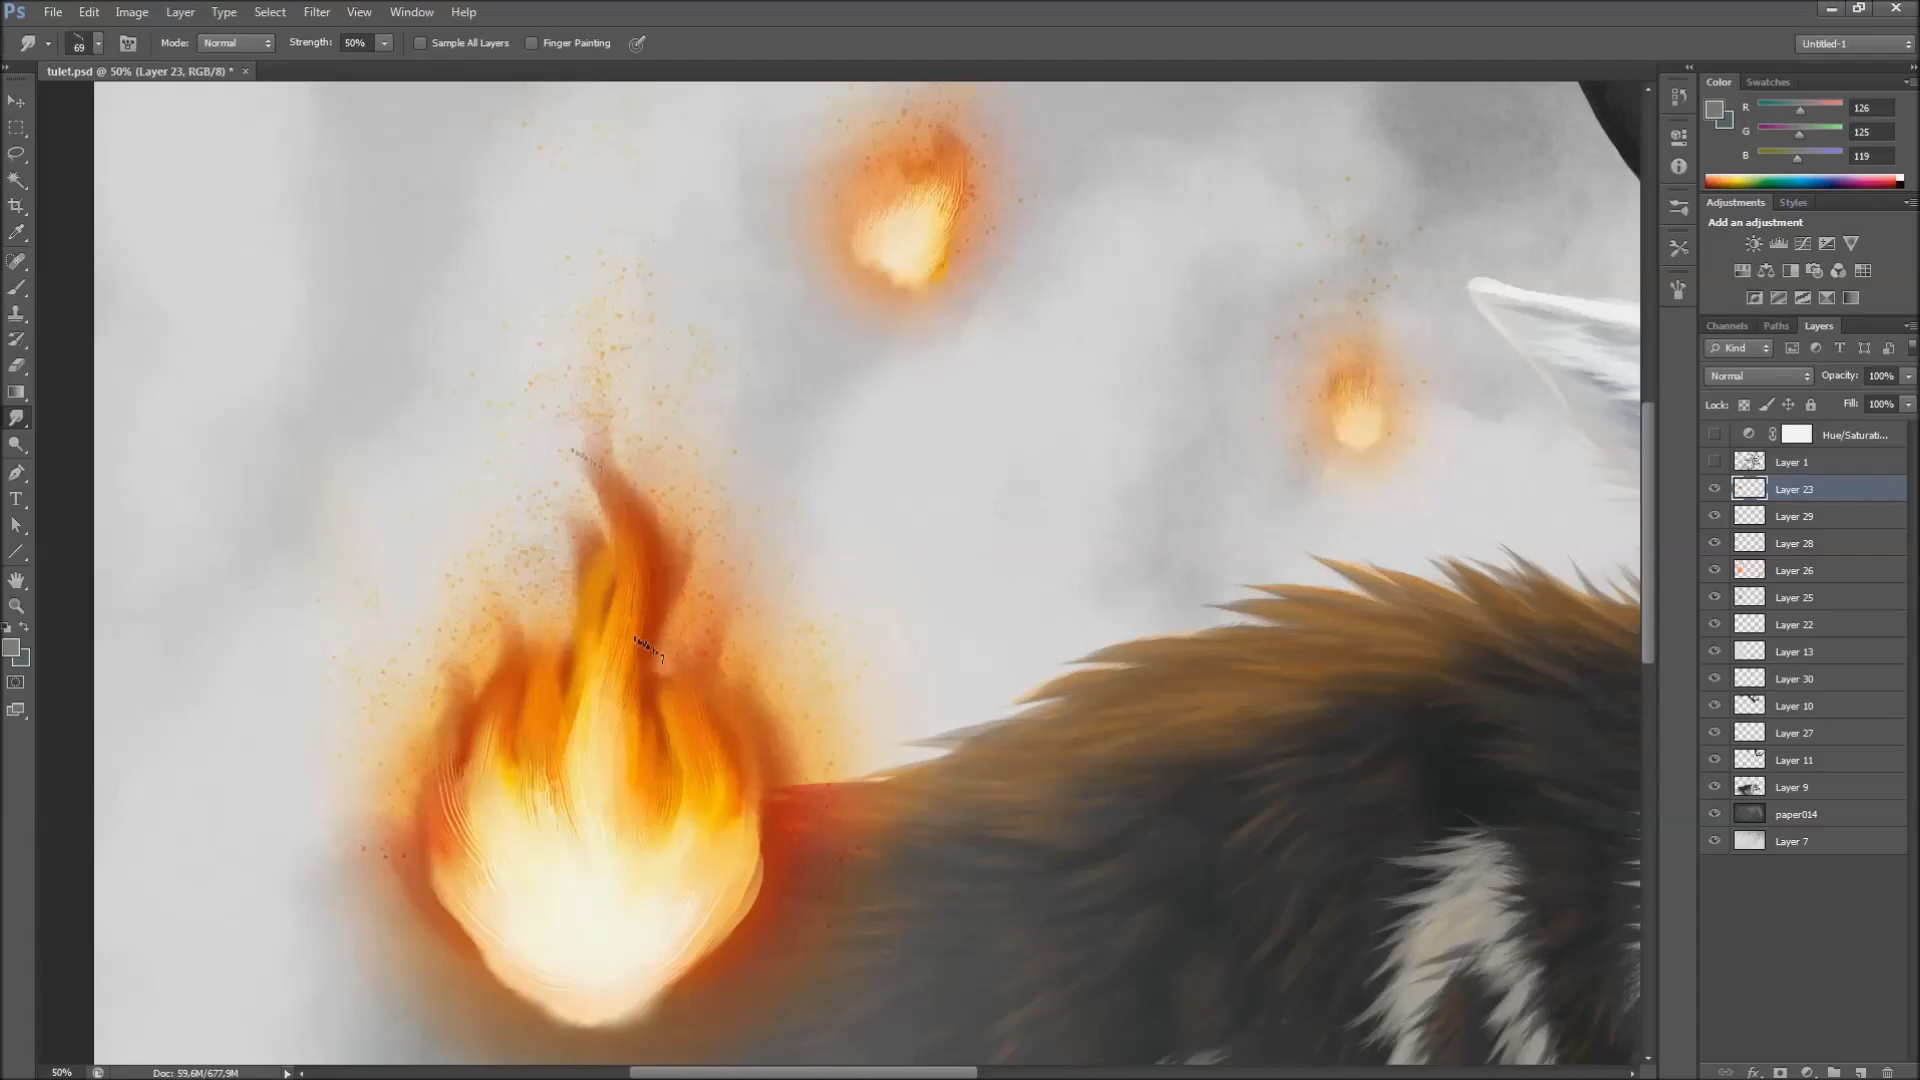 Ps File Edit Image Layer Type Select Filter View Window Help
69 Mode: Normal Strength: 50% Sample All Layers Finger Painting Untitled-1
tulet.psd @ 50% (Layer 23, RGB/8) * ×
Color Swatches
R 126
G 125
B 119
Adjustments Styles
Add an adjustment
Channels Paths Layers
Kind
Normal Opacity: 100%
Lock: Fill: 100%
Hue/Saturati...
Layer 1
Layer 23
Layer 29
Layer 28
Layer 26
Layer 25
Layer 22
Layer 13
Layer 30
Layer 10
Layer 27
Layer 11
Layer 9
paper014
Layer 7
50% Doc: 59,6M/677,9M